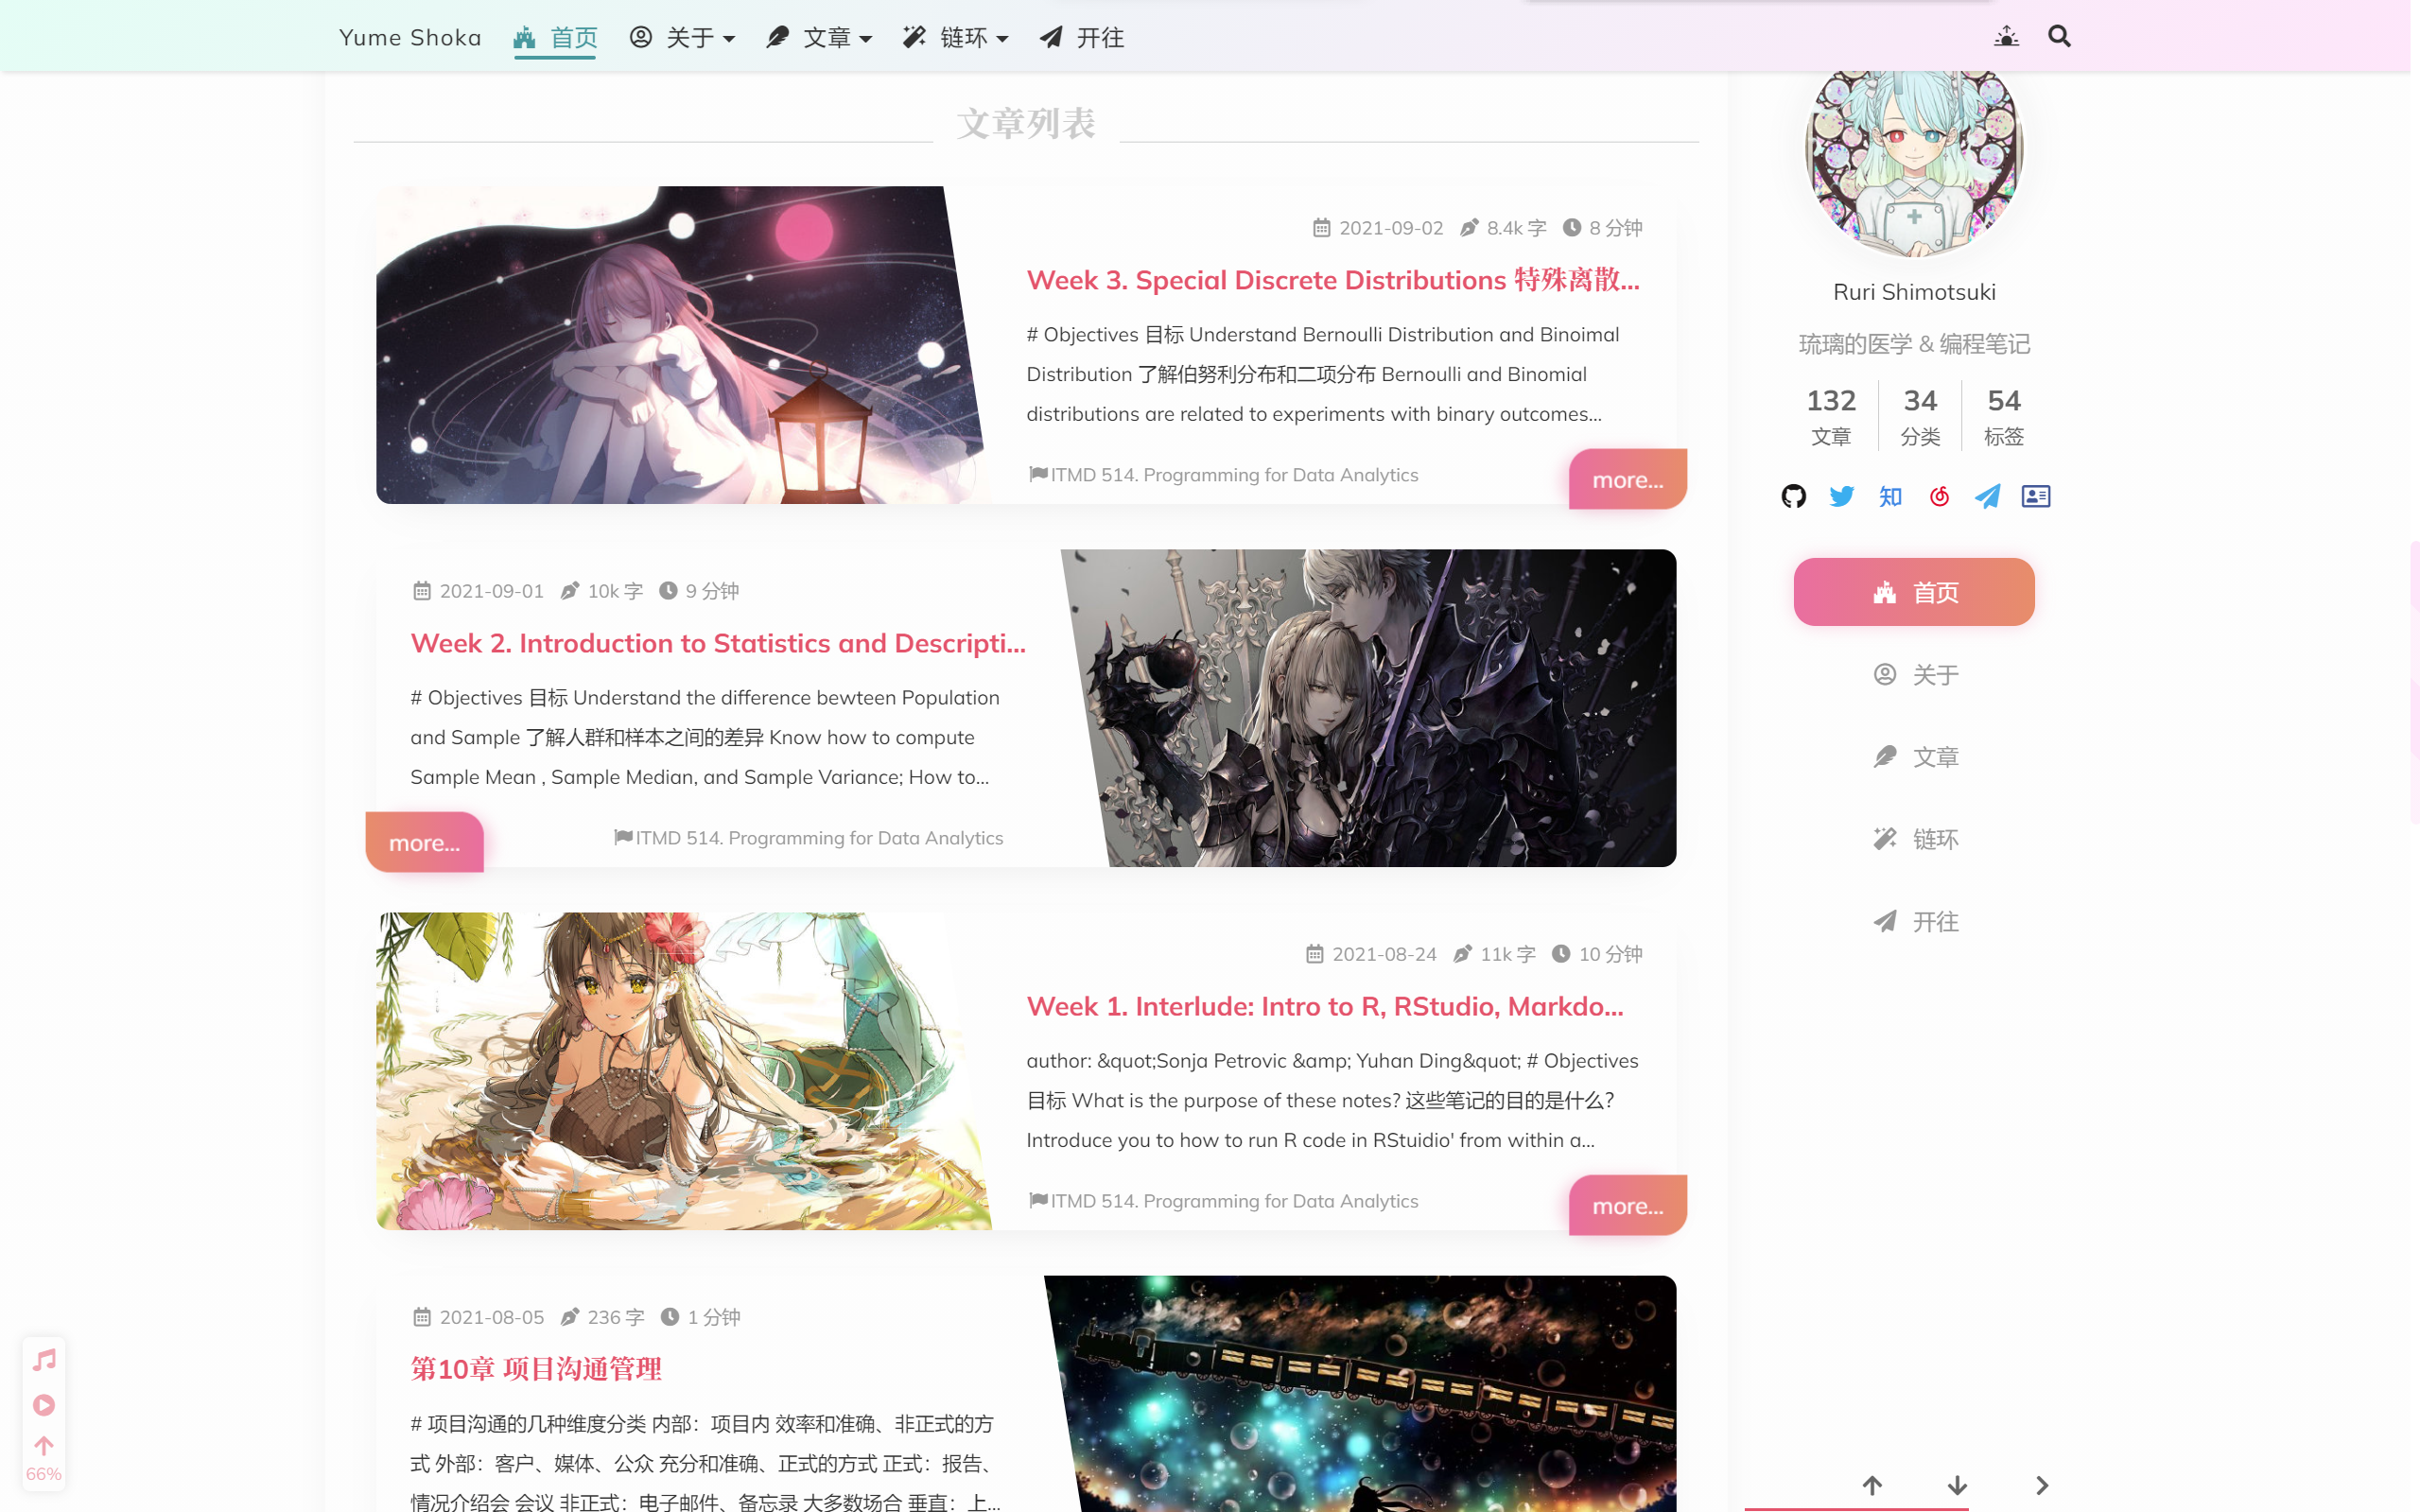 Yume Shoka 首页 关于 文章 链环 开往
文章列表
2021-09-02 8.4k 字 8 分钟
Week 3. Special Discrete Distributions 特殊离散...
# Objectives 目标 Understand Bernoulli Distribution and Binoimal
Distribution 了解伯努利分布和二项分布 Bernoulli and Binomial
distributions are related to experiments with binary outcomes...
ITMD 514. Programming for Data Analytics
more...
2021-09-01 10k 字 9 分钟
Week 2. Introduction to Statistics and Descripti...
# Objectives 目标 Understand the difference bewteen Population
and Sample 了解人群和样本之间的差异 Know how to compute
Sample Mean , Sample Median, and Sample Variance; How to...
more...
ITMD 514. Programming for Data Analytics
2021-08-24 11k 字 10 分钟
Week 1. Interlude: Intro to R, RStudio, Markdo...
author: &quot;Sonja Petrovic &amp; Yuhan Ding&quot; # Objectives
目标 What is the purpose of these notes? 这些笔记的目的是什么？
Introduce you to how to run R code in RStuidio' from within a...
ITMD 514. Programming for Data Analytics
more...
2021-08-05 236 字 1 分钟
第10章 项目沟通管理
# 项目沟通的几种维度分类 内部：项目内 效率和准确、非正式的方
式 外部：客户、媒体、公众 充分和准确、正式的方式 正式：报告、
情况介绍会 会议 非正式：电子邮件、备忘录 大多数场合 垂直：上...
Ruri Shimotsuki
琉璃的医学 & 编程笔记
132 34 54
文章 分类 标签
知
首页
关于
文章
链环
开往
66%